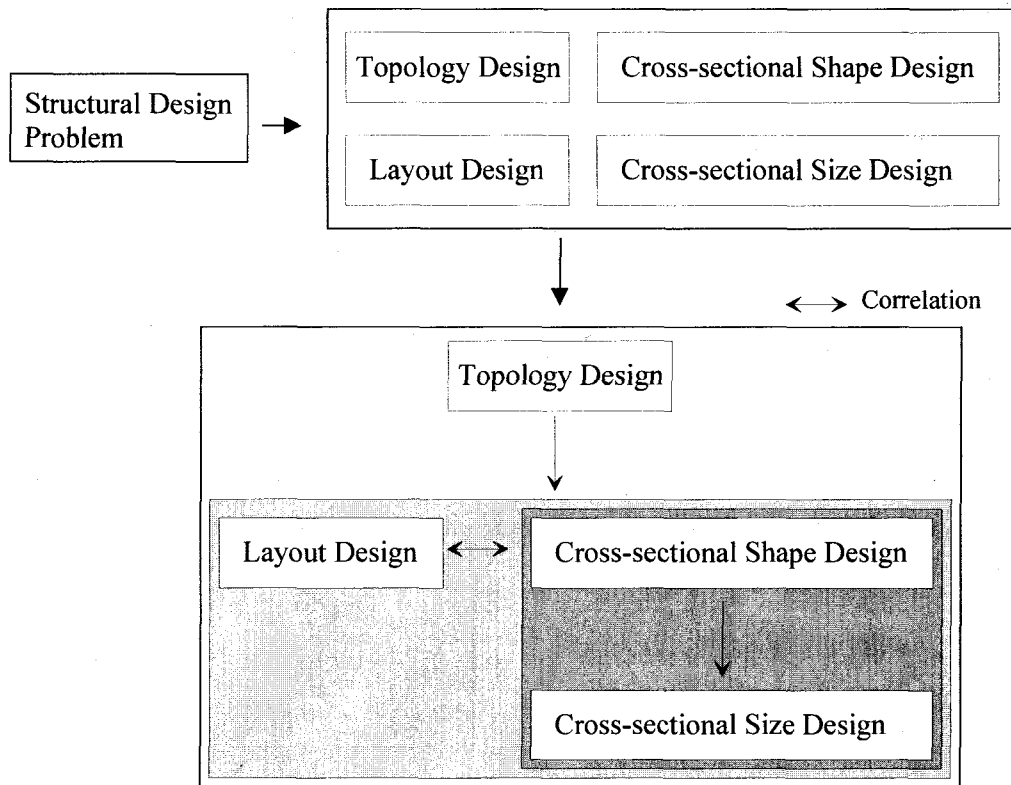 Structural Design
Problem
Topology Design
Cross-sectional Shape Design
Layout Design
Cross-sectional Size Design
Correlation
Topology Design
Layout Design
Cross-sectional Shape Design
Cross-sectional Size Design